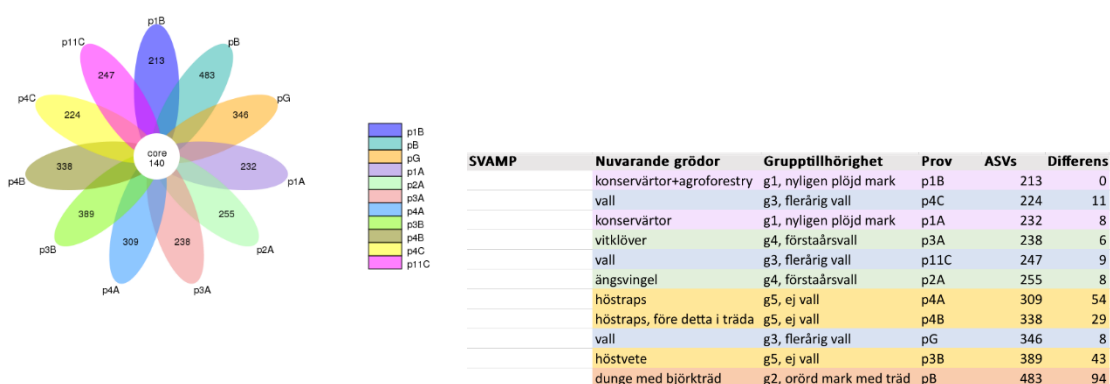 p1B
p11C
pB
213
247
483
p4C
pG
224
346
core
140
338
232
p4B
p1A
389
255
309
238
p3B
p2A
p4A
p3A
p1B
pB
pG
p1A
p2A
p3A
p4A
p3B
p4B
p4C
p11C
SVAMP Nuvarande grödor Grupptillhörighet Prov ASVs Differens
konservärtor+agroforestry g1, nyligen plöjd mark p1B 213 0
vall g3, flerårig vall p4C 224 11
konservärtor g1, nyligen plöjd mark p1A 232 8
vitklöver g4, förstaårsvall p3A 238 6
vall g3, flerårig vall p11C 247 9
ängsvingel g4, förstaårsvall p2A 255 8
höstraps g5, ej vall p4A 309 54
höstraps, före detta i träda g5, ej vall p4B 338 29
vall g3, flerårig vall pG 346 8
höstvete g5, ej vall p3B 389 43
dunge med björkträd g2, orörd mark med träd pB 483 94